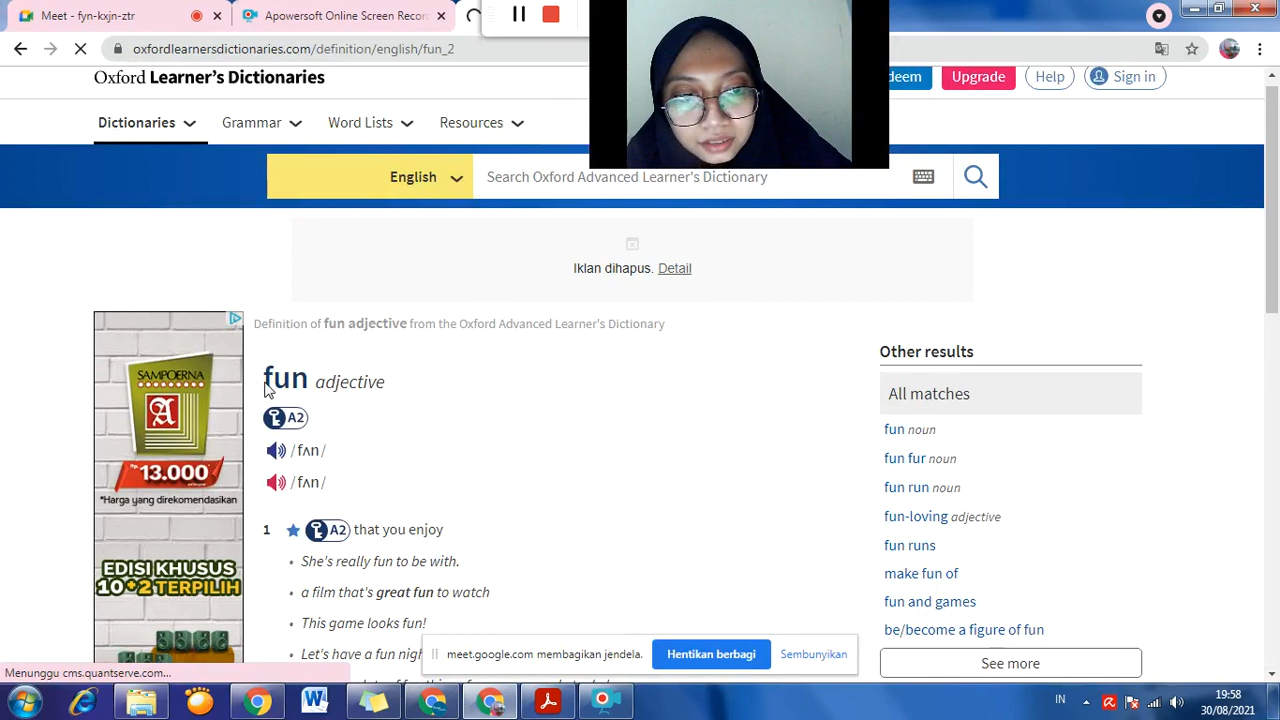 Meet - fyn-kxjn-ztr
Apowersoft Online Screen Recor
oxfordlearnersdictionaries.com/definition/english/fun_2
Oxford Learner's Dictionaries
deem
Upgrade
Help
Sign in
Dictionaries
Grammar
Word Lists
Resources
English
Search Oxford Advanced Learner's Dictionary
Iklan dihapus. Detail
Definition of fun adjective from the Oxford Advanced Learner's Dictionary
fun adjective
A2
/fʌn/
/fʌn/
1 A2 that you enjoy
• She's really fun to be with.
• a film that's great fun to watch
• This game looks fun!
• Let's have a fun nigh
SAMPOERNA
A
Rp 13.000
*Harga yang direkomendasikan
EDISI KHUSUS
10+2 TERPILIH
Other results
All matches
fun noun
fun fur noun
fun run noun
fun-loving adjective
fun runs
make fun of
fun and games
be/become a figure of fun
See more
meet.google.com membagikan jendela.
Hentikan berbagi
Sembunyikan
Menunggu cms.quantserve.com...
IN
19:58
30/08/2021